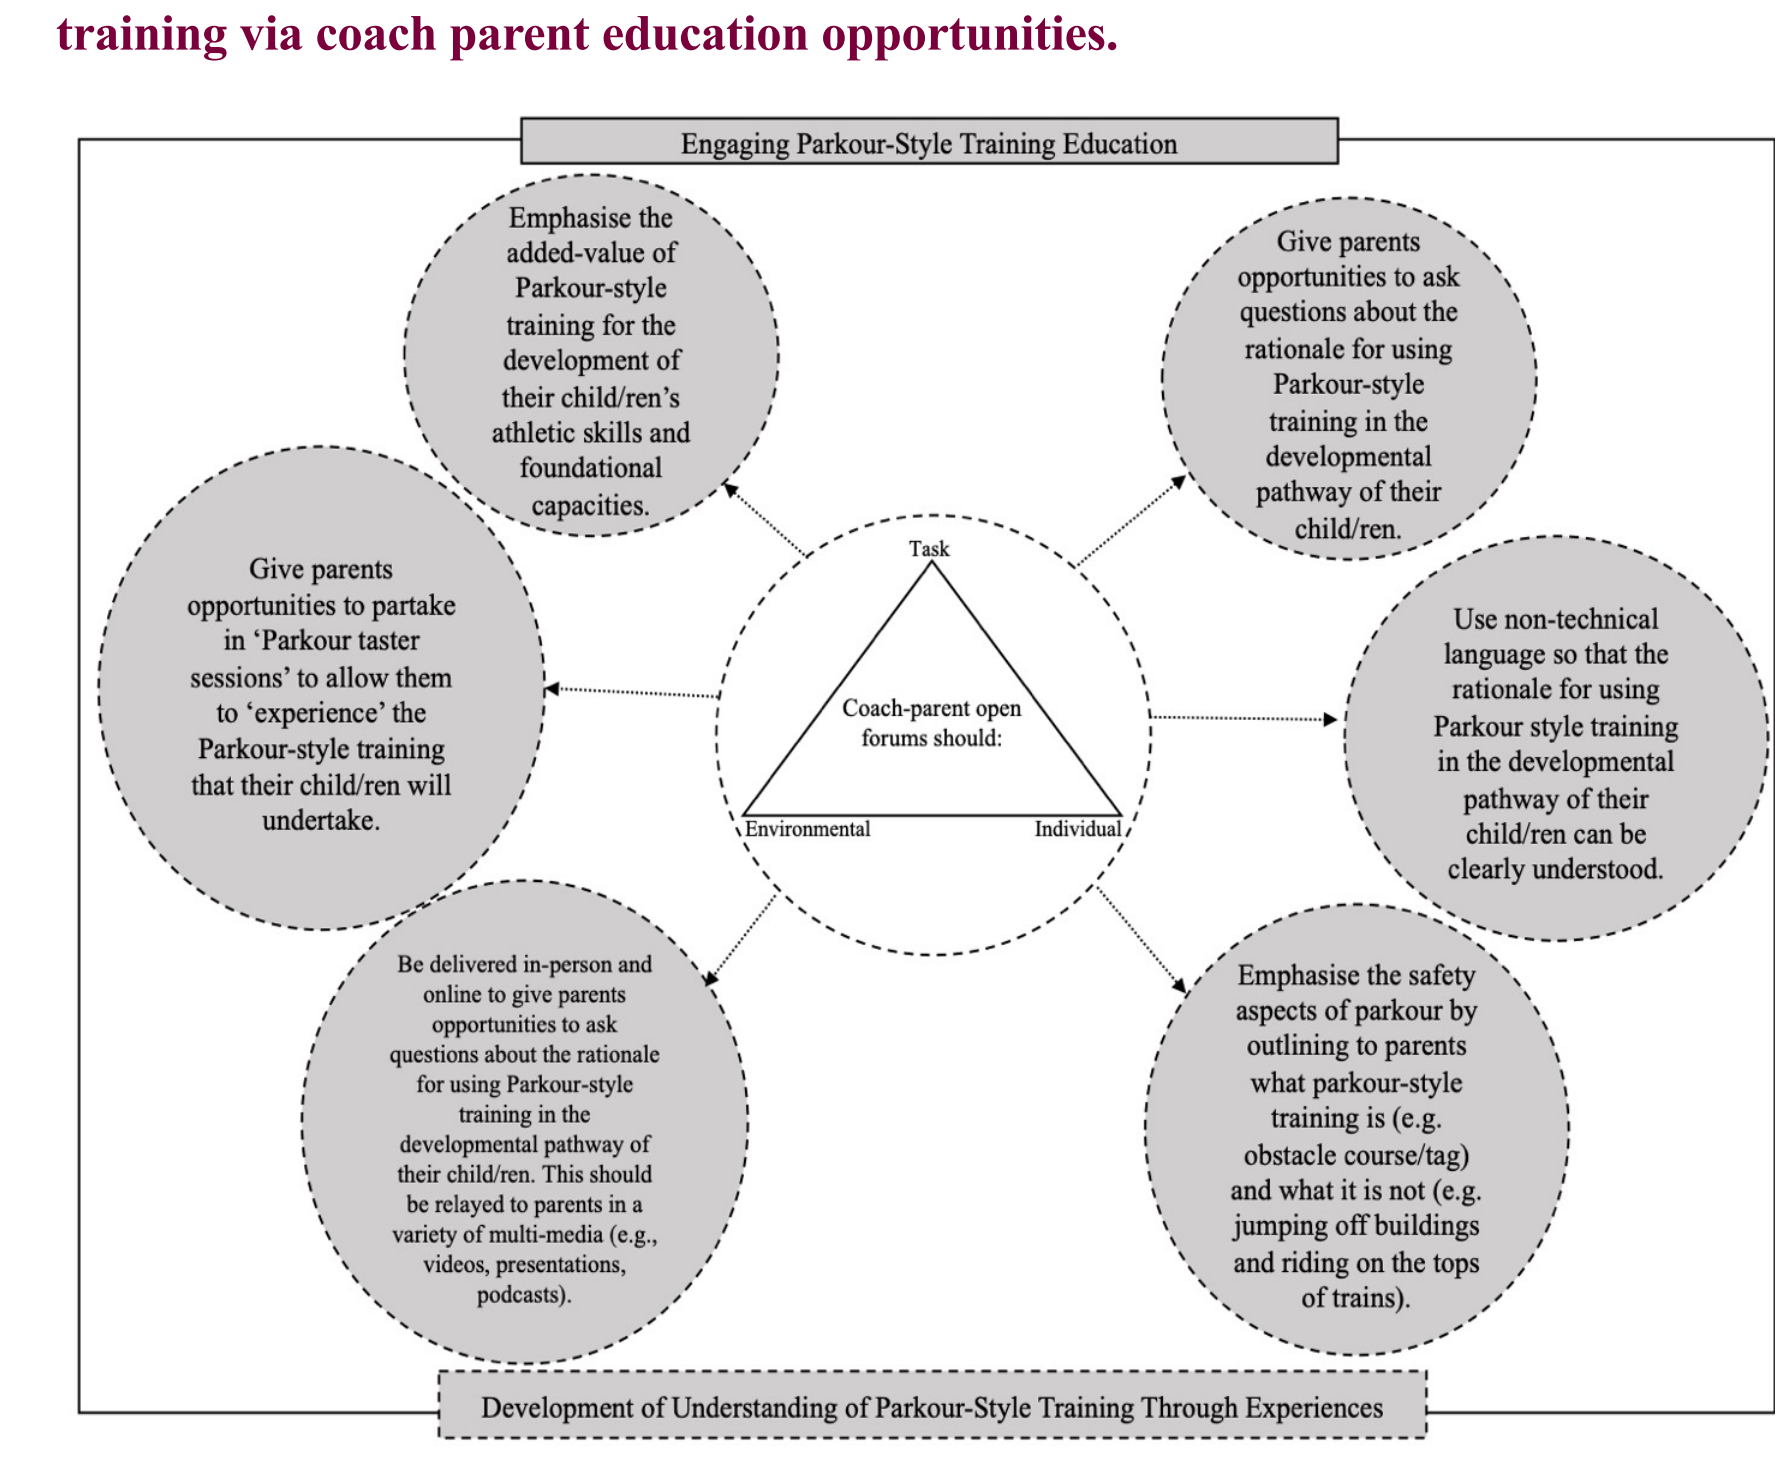 training via coach parent education opportunities.
Engaging Parkour-Style Training Education
Emphasise the
added-value of
Parkour-style
training for the
development of
their child/ren's
athletic skills and
foundational
capacities.
Give parents
opportunities to ask
questions about the
rationale for using
Parkour-style
training in the
developmental
pathway of their
child/ren.
Give parents
opportunities to partake
in ‘Parkour taster
sessions’ to allow them
to ‘experience’ the
Parkour-style training
that their child/ren will
undertake.
Task
Coach-parent open
forums should:
Environmental
Individual
Use non-technical
language so that the
rationale for using
Parkour style training
in the developmental
pathway of their
child/ren can be
clearly understood.
Be delivered in-person and
online to give parents
opportunities to ask
questions about the rationale
for using Parkour-style
training in the
developmental pathway of
their child/ren. This should
be relayed to parents in a
variety of multi-media (e.g.,
videos, presentations,
podcasts).
Emphasise the safety
aspects of parkour by
outlining to parents
what parkour-style
training is (e.g.
obstacle course/tag)
and what it is not (e.g.
jumping off buildings
and riding on the tops
of trains).
Development of Understanding of Parkour-Style Training Through Experiences